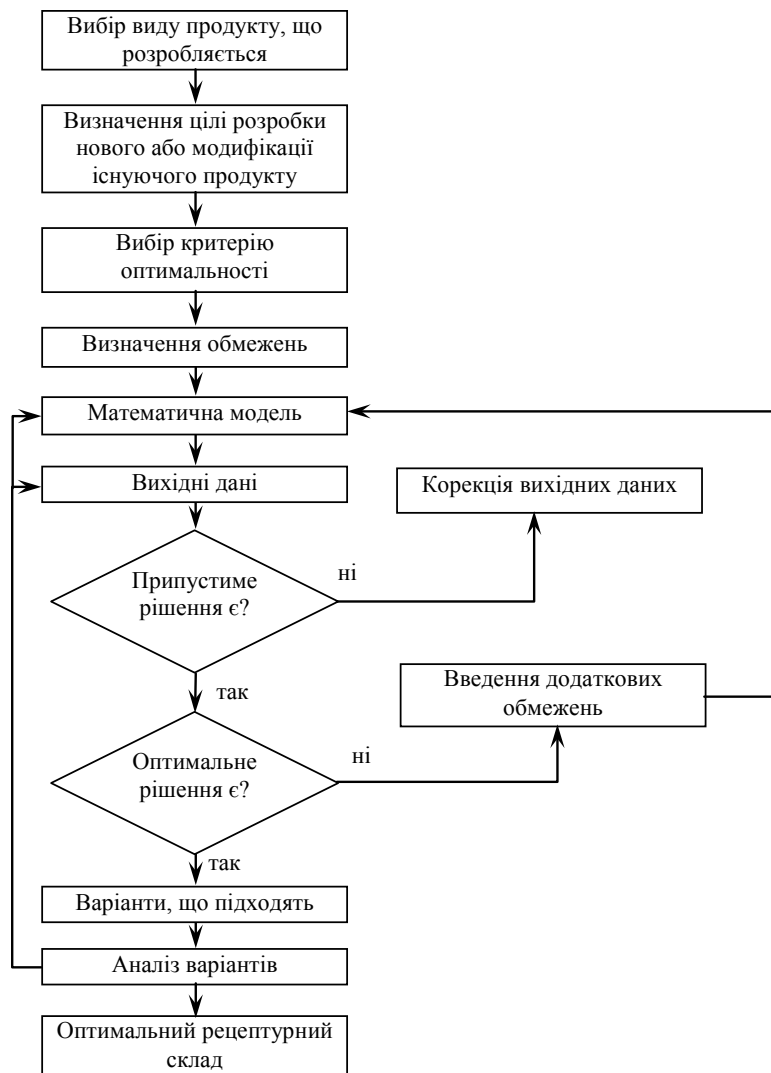 Вибір виду продукту, що
розробляється
Визначення цілі розробки
нового або модифікації
існуючого продукту
Вибір критерію
оптимальності
Визначення обмежень
Математична модель
Вихідні дані
Корекція вихідних даних
Припустиме
рішення є?
ні
так
Введення додаткових
обмежень
Оптимальне
рішення є?
ні
так
Варіанти, що підходять
Аналіз варіантів
Оптимальний рецептурний
склад